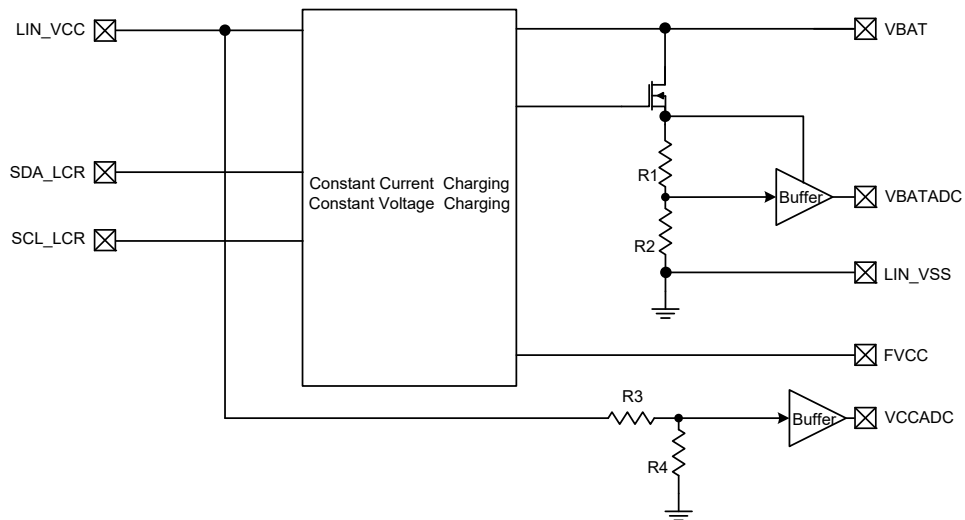 LIN_VCC
VBAT
SDA_LCR
Constant Current Charging
Constant Voltage Charging
R1
Buffer
VBATADC
SCL_LCR
R2
LIN_VSS
FVCC
R3
Buffer
VCCADC
R4